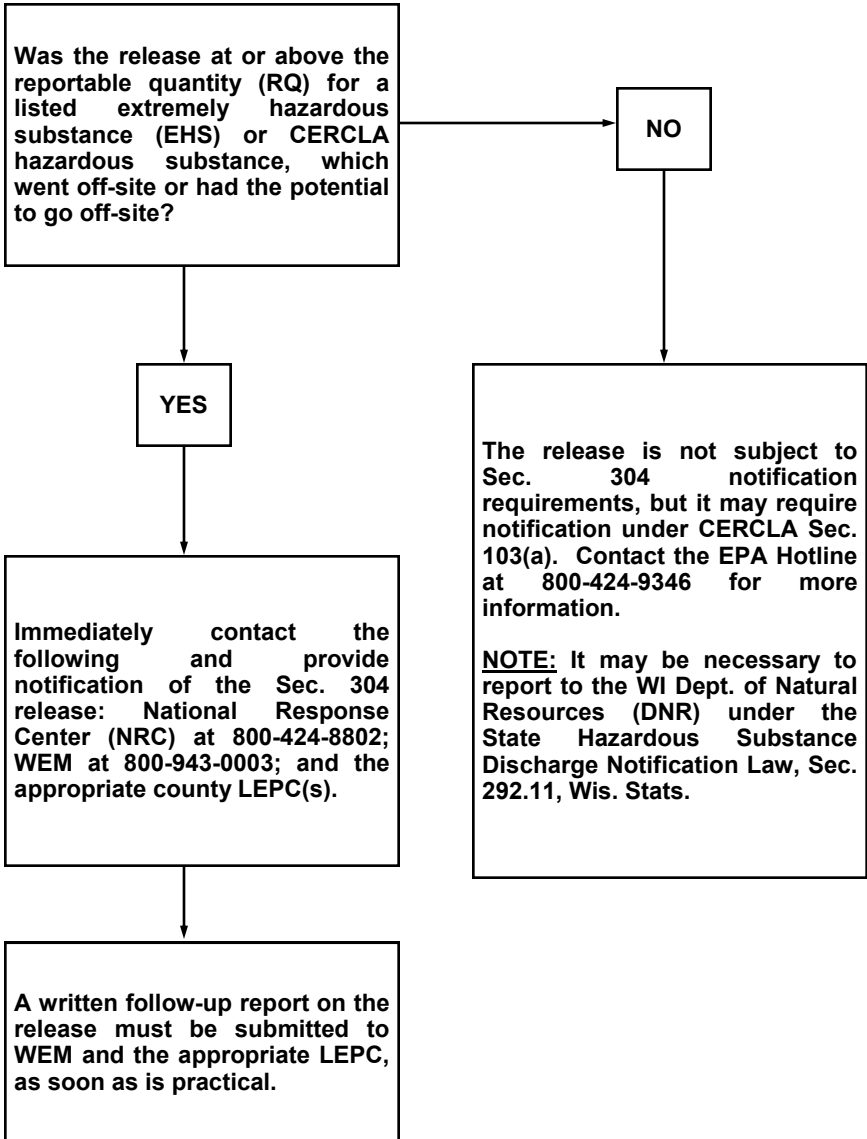 Was the release at or above the
reportable quantity (RQ) for a
listed extremely hazardous
substance (EHS) or CERCLA
hazardous substance, which
went off-site or had the potential
to go off-site?
NO
YES
Immediately contact the
following and provide
notification of the Sec. 304
release: National Response
Center (NRC) at 800-424-8802;
WEM at 800-943-0003; and the
appropriate county LEPC(s).
The release is not subject to
Sec. 304 notification
requirements, but it may require
notification under CERCLA Sec.
103(a). Contact the EPA Hotline
at 800-424-9346 for more
information.
NOTE: It may be necessary to
report to the WI Dept. of Natural
Resources (DNR) under the
State Hazardous Substance
Discharge Notification Law, Sec.
292.11, Wis. Stats.
A written follow-up report on the
release must be submitted to
WEM and the appropriate LEPC,
as soon as is practical.